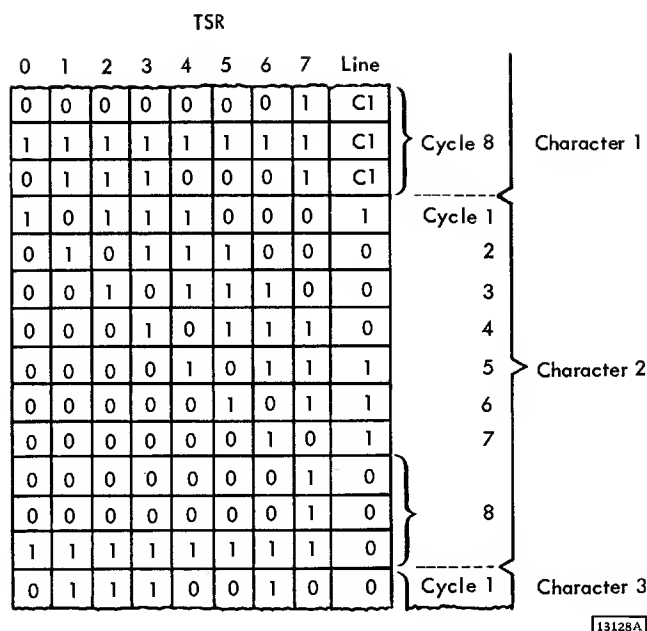 TSR
0 1 2 3 4 5 6 7 Line
0 0 0 0 0 0 0 1 C1
1 1 1 1 1 1 1 1 C1 Cycle 8 Character 1
0 1 1 1 0 0 0 1 C1
1 0 1 1 1 0 0 0 1 Cycle 1
0 1 0 1 1 1 0 0 0 2
0 0 1 0 1 1 1 0 0 3
0 0 0 1 0 1 1 1 0 4
0 0 0 0 1 0 1 1 1 5 Character 2
0 0 0 0 0 1 0 1 1 6
0 0 0 0 0 0 1 0 1 7
0 0 0 0 0 0 0 1 0
0 0 0 0 0 0 0 1 0 8
1 1 1 1 1 1 1 1 0
0 1 1 1 0 0 1 0 0 Cycle 1 Character 3
13128A